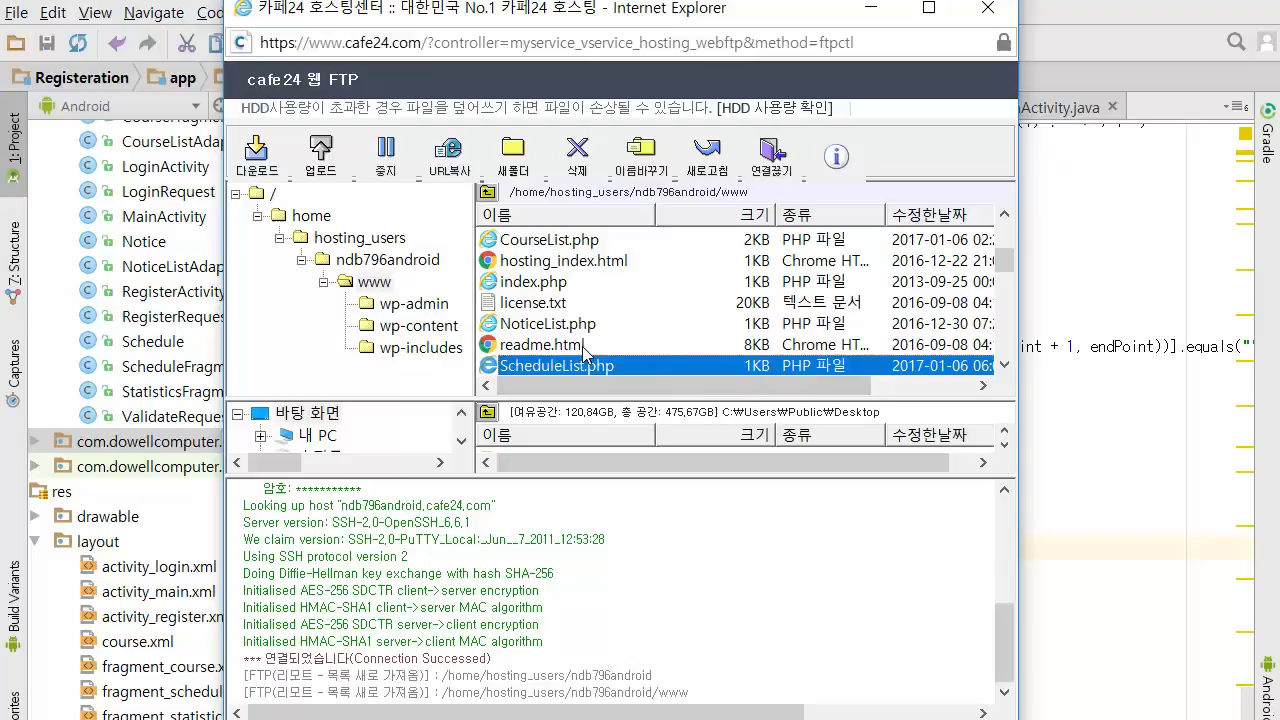 File Edit View Navigate Co
카페24 호스팅센터 :: 대한민국 No.1 카페24 호스팅 - Internet Explorer
https://www.cafe24.com/?controller=myservice_vservice_hosting_webftp&method=ftpctl
Registeration app
cafe24 웹 FTP
Android
HDD사용량이 초과한 경우 파일을 덮어쓰기 하면 파일이 손상될 수 있습니다. [HDD 사용량 확인]
nActivity.java
다운로드 업로드 중지 URL복사 새폴더 삭제 이름바꾸기 새로고침 연결끊기
1: Project
Z: Structure
Captures
Build Variants
Gradle
CourseListAdap
LoginActivity
LoginRequest
MainActivity
Notice
NoticeListAdap
RegisterActivity
RegisterReques
Schedule
ScheduleFragm
StatisticsFragm
ValidateReques
com.dowellcomputer.
com.dowellcomputer.
res
drawable
layout
activity_login.xml
activity_main.xml
activity_register.xm
course.xml
fragment_course.x
fragment_schedul
fragment_statistic
/
home
hosting_users
ndb796android
www
wp-admin
wp-content
wp-includes
/home/hosting_users/ndb796android/www
이름 크기 종류 수정한날짜
CourseList.php 2KB PHP 파일 2017-01-06 02:
hosting_index.html 1KB Chrome HT... 2016-12-22 21:
index.php 1KB PHP 파일 2013-09-25 00:
license.txt 20KB 텍스트 문서 2016-09-08 04:
NoticeList.php 1KB PHP 파일 2016-12-30 07:
readme.html 8KB Chrome HT... 2016-09-08 04:
ScheduleList.php 1KB PHP 파일 2017-01-06 06:
int + 1, endPoint))].equals("
바탕 화면
내 PC
[여유공간: 120,84GB, 총 공간: 475,67GB] C:₩Users₩Public₩Desktop
이름 크기 종류 수정한날짜
암호: ***********
Looking up host "ndb796android,cafe24,com"
Server version: SSH-2,0-OpenSSH_6,6,1
We claim version: SSH-2,0-PuTTY_Local:_Jun__7_2011_12:53:28
Using SSH protocol version 2
Doing Diffie-Hellman key exchange with hash SHA-256
Initialised AES-256 SDCTR client->server encryption
Initialised HMAC-SHA1 client->server MAC algorithm
Initialised AES-256 SDCTR server->client encryption
Initialised HMAC-SHA1 server->client MAC algorithm
*** 연결되었습니다(Connection Successed)
[FTP(리모트 - 목록 새로 가져옴)] : /home/hosting_users/ndb796android
[FTP(리모트 - 목록 새로 가져옴)] : /home/hosting_users/ndb796android/www